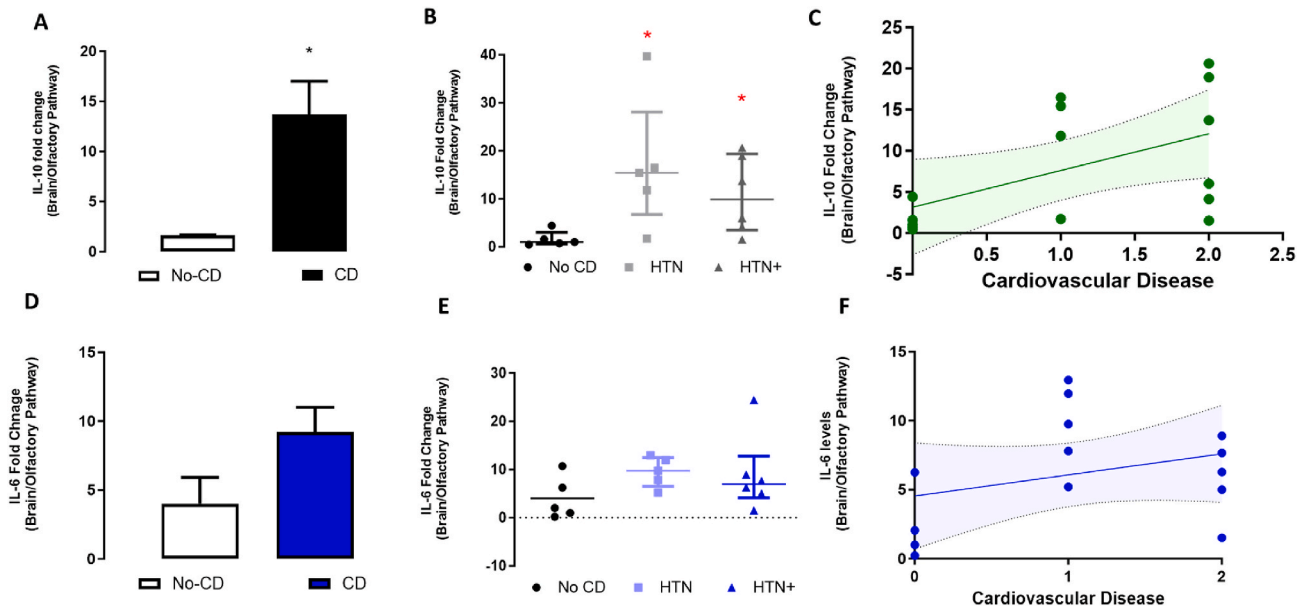 A
IL-10 fold change
(Brain/Olfactory Pathway)
20
15
10
5
0
*
No-CD
CD
B
IL-10 Fold Change
(Brain/Olfactory Pathway)
40
30
20
10
0
*
*
No CD
HTN
HTN+
C
IL-10 Fold Change
(Brain/Olfactory Pathway)
25
20
15
10
5
0
-5
0.5
1.0
1.5
2.0
2.5
Cardiovascular Disease
D
IL-6 Fold Chnage
(Brain/Olfactory Pathway)
15
10
5
0
No-CD
CD
E
IL-6 Fold Change
(Brain/Olfactory Pathway)
30
20
10
0
-10
No CD
HTN
HTN+
F
IL-6 levels
(Brain/Olfactory Pathway)
15
10
5
0
0
1
2
Cardiovascular Disease